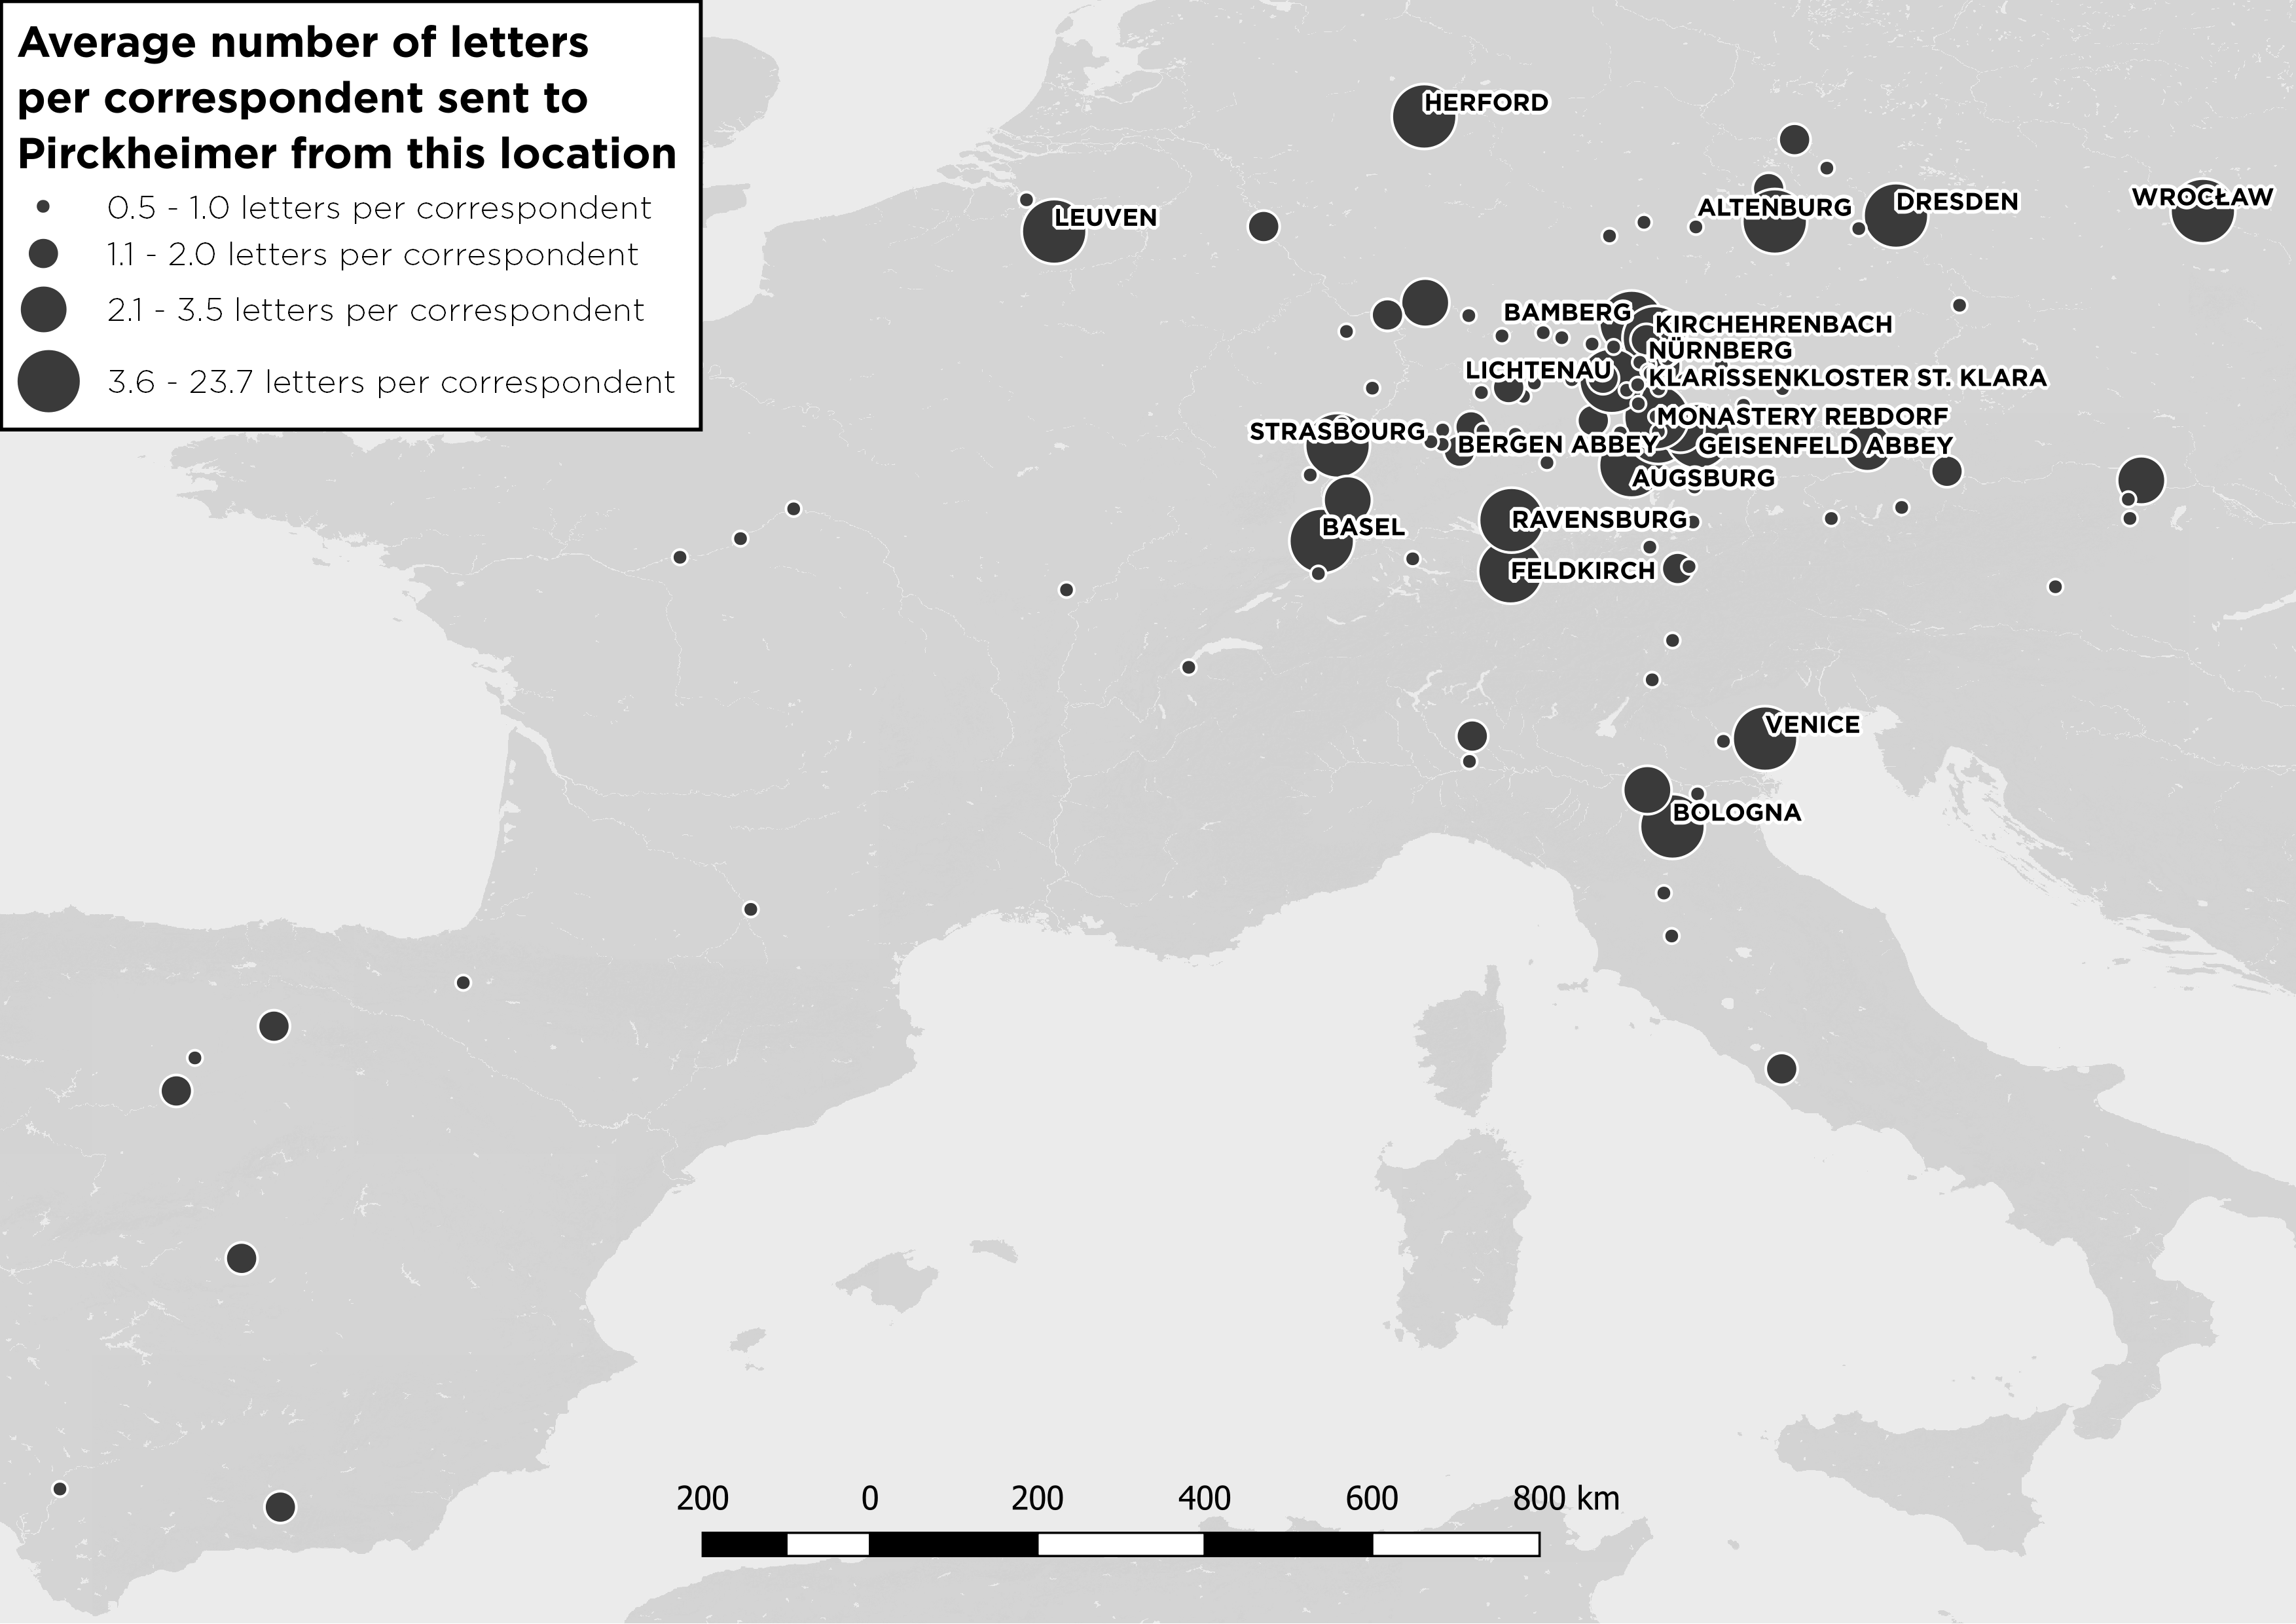 Average number of letters
per correspondent sent to
Pirckheimer from this location
0.5 - 1.0 letters per correspondent
1.1 - 2.0 letters per correspondent
2.1 - 3.5 letters per correspondent
3.6 - 23.7 letters per correspondent
HERFORD
LEUVEN
ALTENBURG
DRESDEN
WROCŁAW
BAMBERG
KIRCHEHRENBACH
NÜRNBERG
LICHTENAU
KLARISSENKLOSTER ST. KLARA
MONASTERY REBDORF
STRASBOURG
BERGEN ABBEY
GEISENFELD ABBEY
AUGSBURG
BASEL
RAVENSBURG
FELDKIRCH
VENICE
BOLOGNA
200 0 200 400 600 800 km